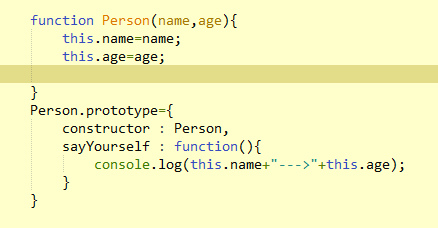 function Person(name,age){
    this.name=name;
    this.age=age;
}
Person.prototype={
    constructor : Person,
    sayYourself : function(){
        console.log(this.name+"--->"+this.age);
    }
}